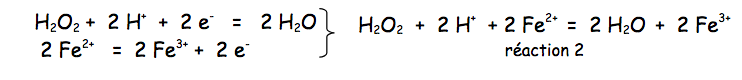 H₂O₂ + 2 H⁺ + 2 e⁻ = 2 H₂O
2 Fe²⁺ = 2 Fe³⁺ + 2 e⁻
H₂O₂ + 2 H⁺ + 2 Fe²⁺ = 2 H₂O + 2 Fe³⁺
réaction 2